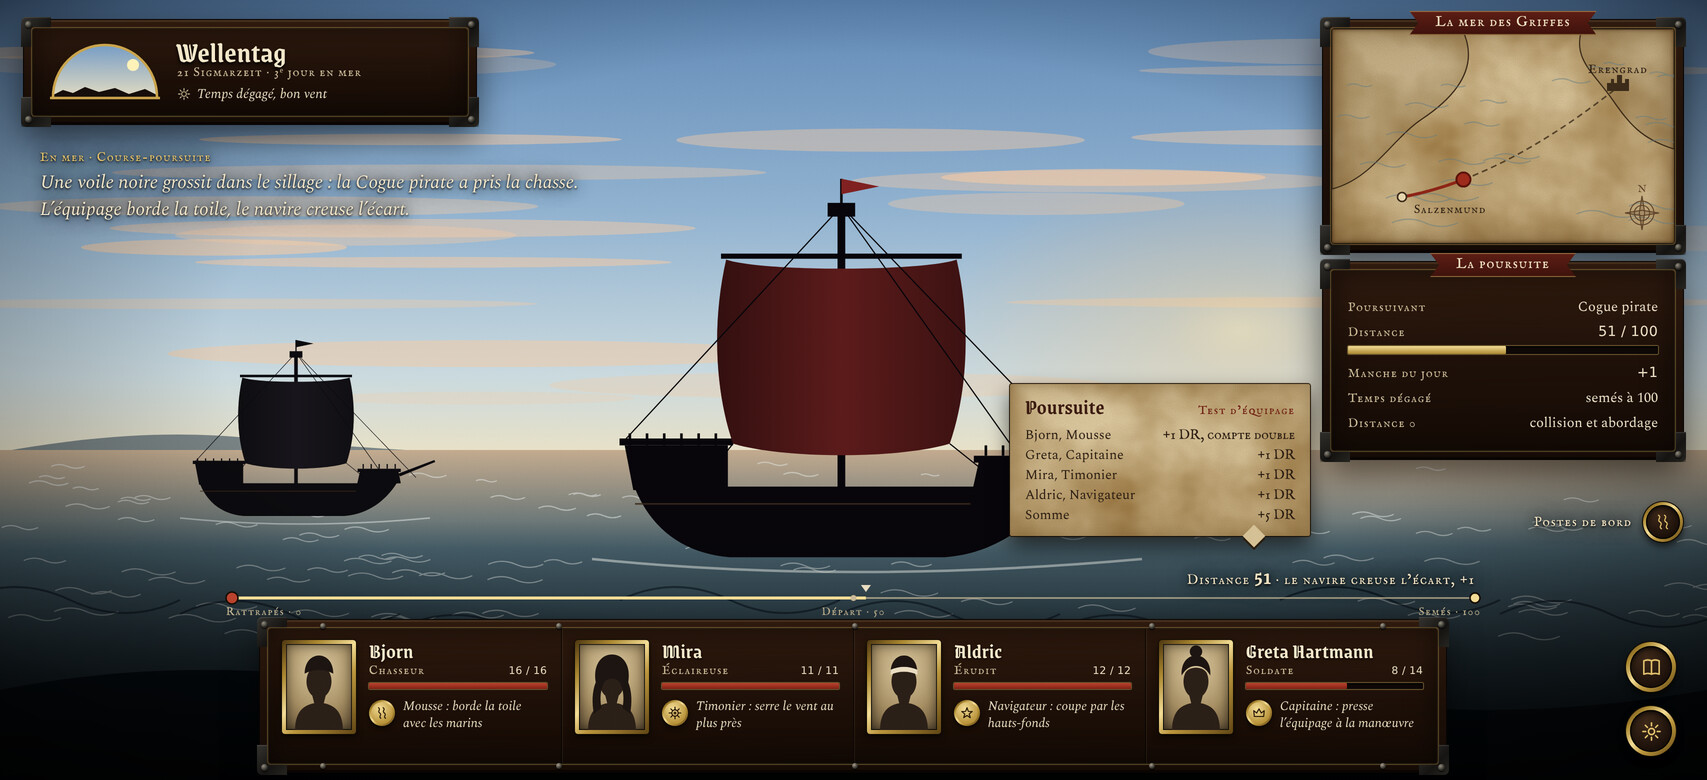 Wellentag
21 Sigmarzeit · 3e jour en mer
Temps dégagé, bon vent
En mer · Course-poursuite
Une voile noire grossit dans le sillage : la Cogue pirate a pris la chasse.
L'équipage borde la toile, le navire creuse l'écart.
La mer des Griffes
Erengrad
Salzenmund
N
La poursuite
Poursuivant Cogue pirate
Distance 51 / 100
Manche du jour +1
Temps dégagé semés à 100
Distance 0 collision et abordage
Poursuite Test d'équipage
Bjorn, Mousse +1 DR, compte double
Greta, Capitaine +1 DR
Mira, Timonier +1 DR
Aldric, Navigateur +1 DR
Somme +5 DR
Postes de bord
Distance 51 · le navire creuse l'écart, +1
Rattrapés · 0 Départ · 50 Semés · 100
Bjorn
Chasseur 16 / 16
Mousse : borde la toile
avec les marins
Mira
Éclaireuse 11 / 11
Timonier : serre le vent au
plus près
Aldric
Érudit 12 / 12
Navigateur : coupe par les
hauts-fonds
Greta Hartmann
Soldate 8 / 14
Capitaine : presse
l'équipage à la manœuvre